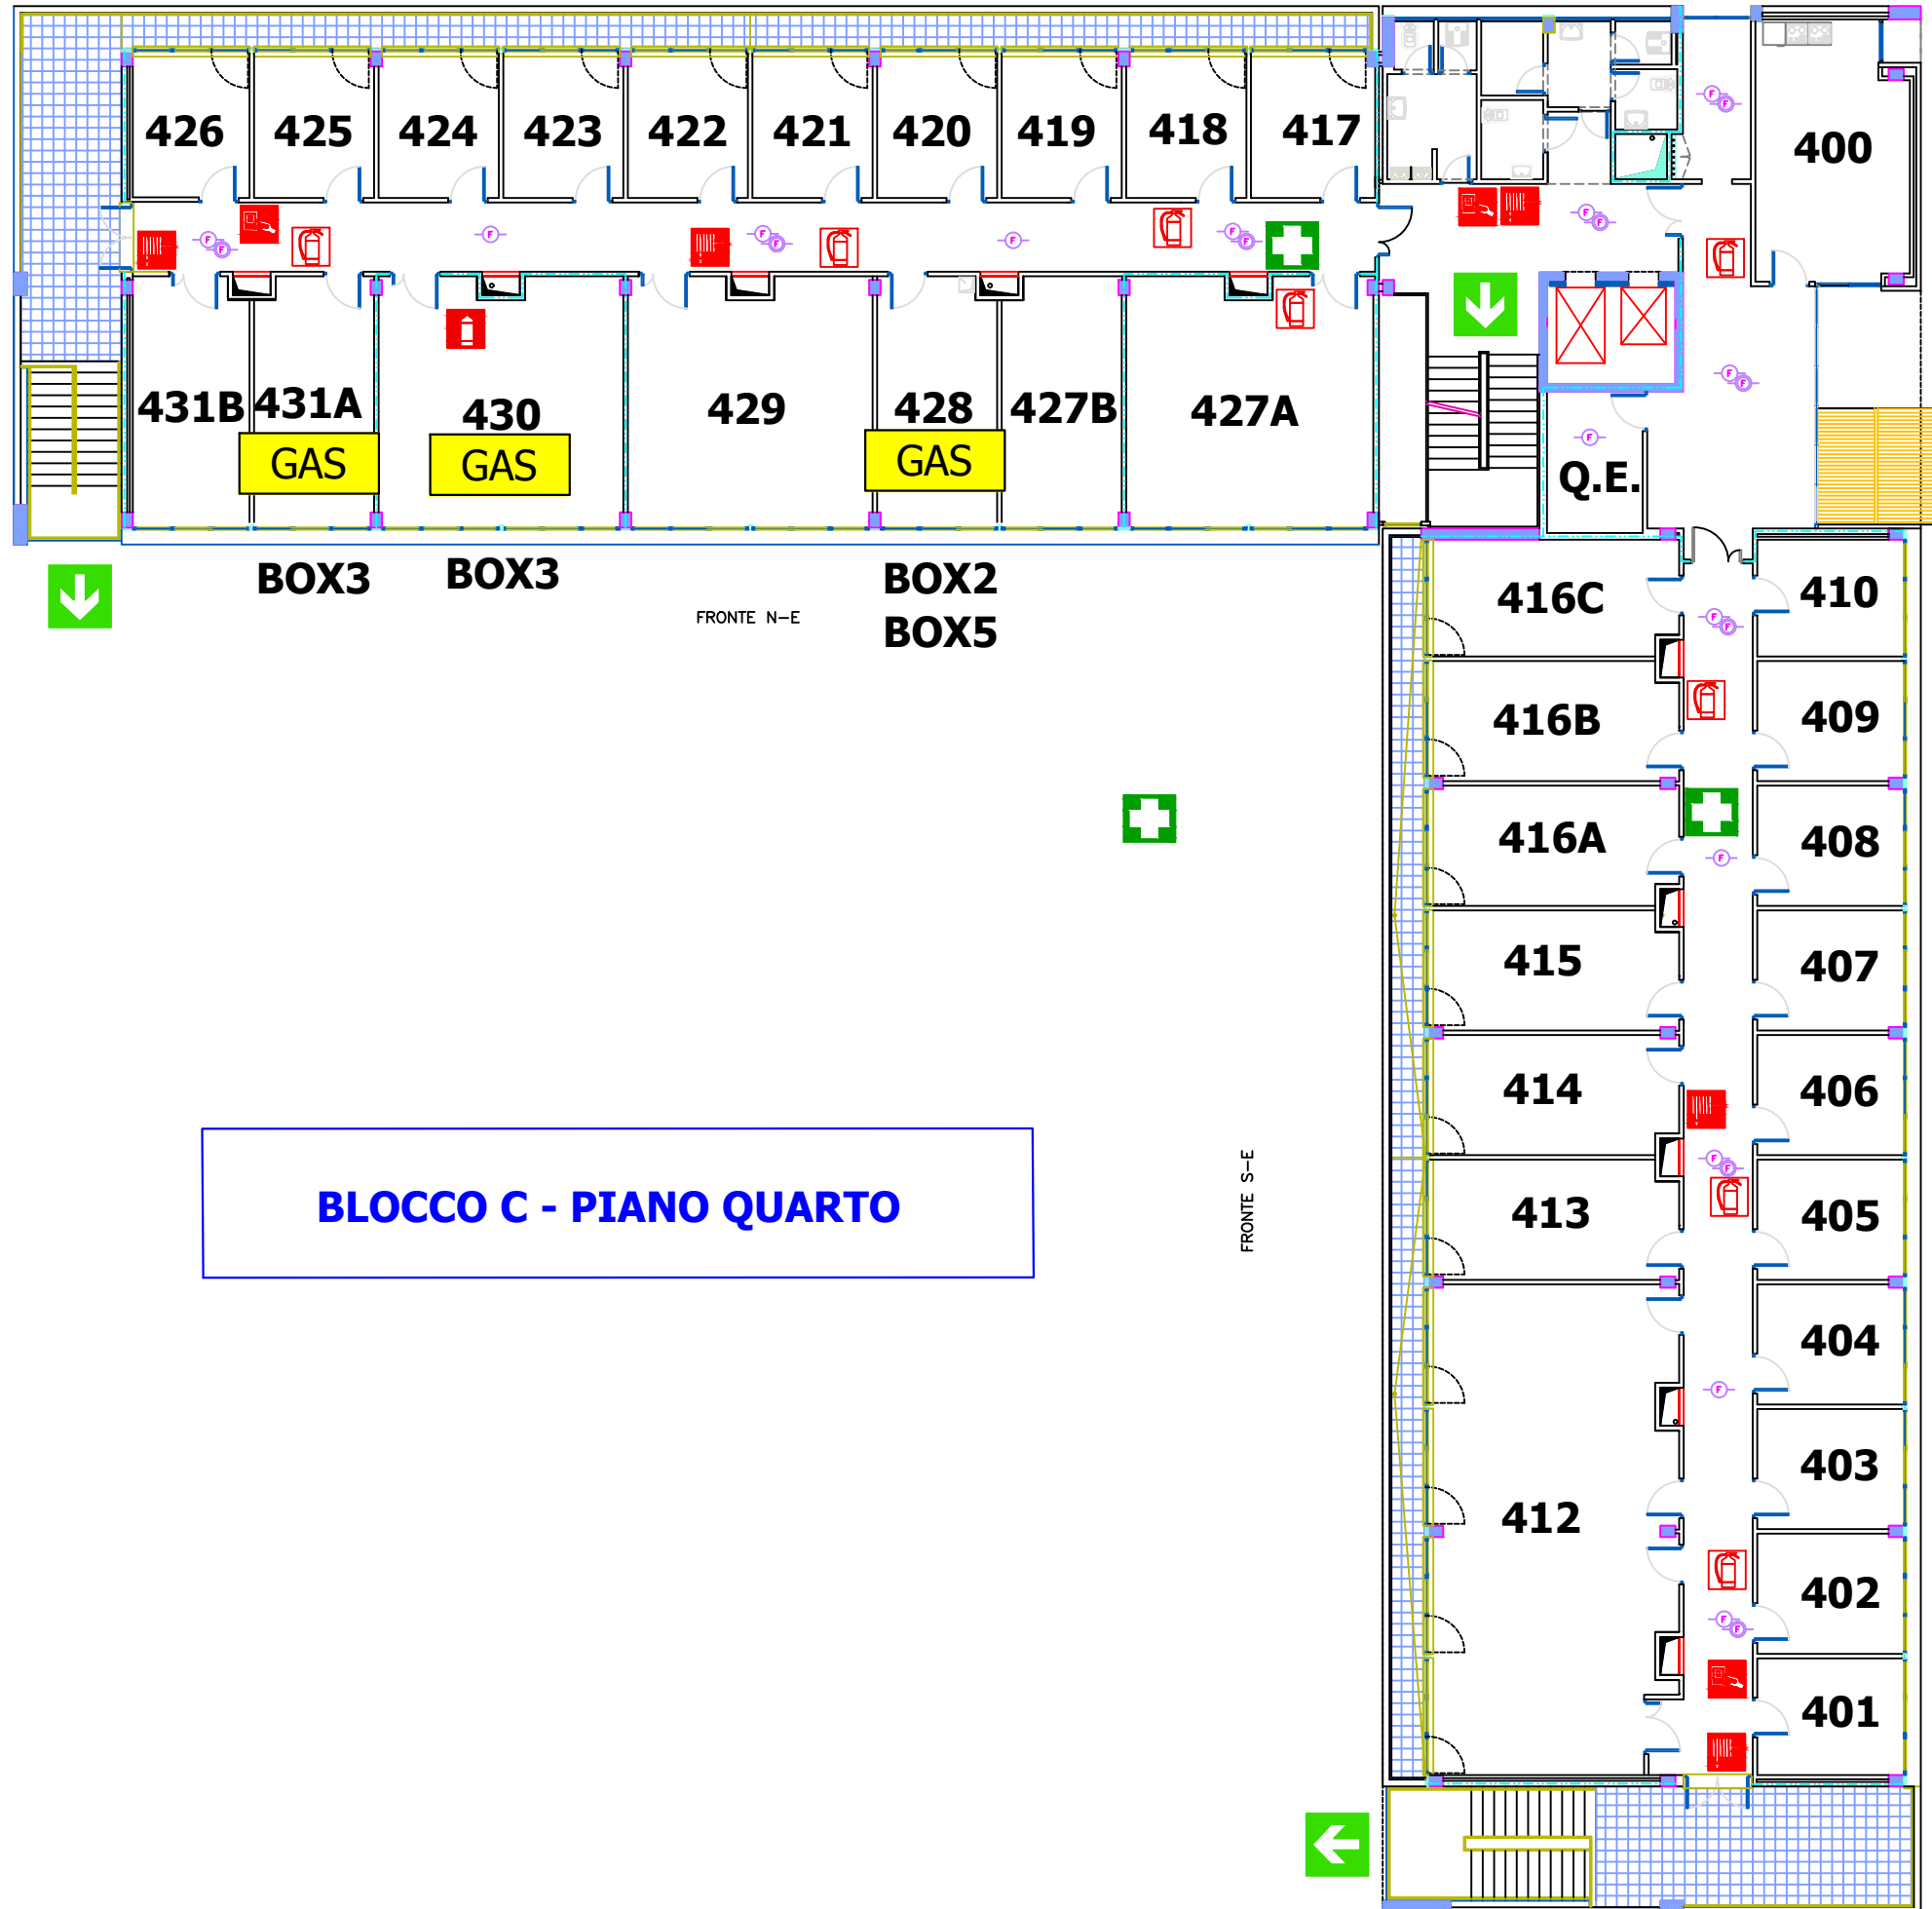 426 425 424 423 422 421 420 419 418 417
400
F F F F F F F F
F F
F F
F F
431B 431A 430 429 428 427B 427A
GAS GAS GAS
F
Q.E.
BOX3 BOX3 BOX2
BOX5
FRONTE N-E
416C 410
F F
416B 409
416A 408
F
415 407
414 406
F F
413 405
FRONTE S-E
BLOCCO C - PIANO QUARTO
404
F
403
412
402
F F
401